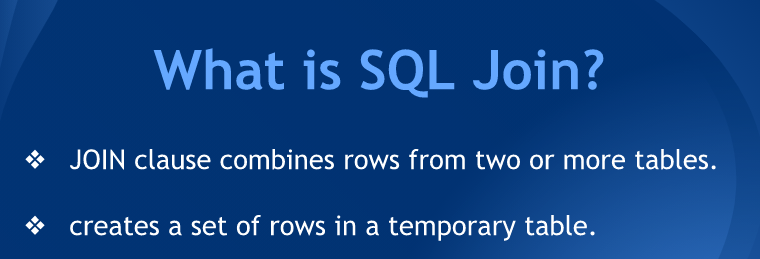 What is SQL Join?
❖ JOIN clause combines rows from two or more tables.
❖ creates a set of rows in a temporary table.